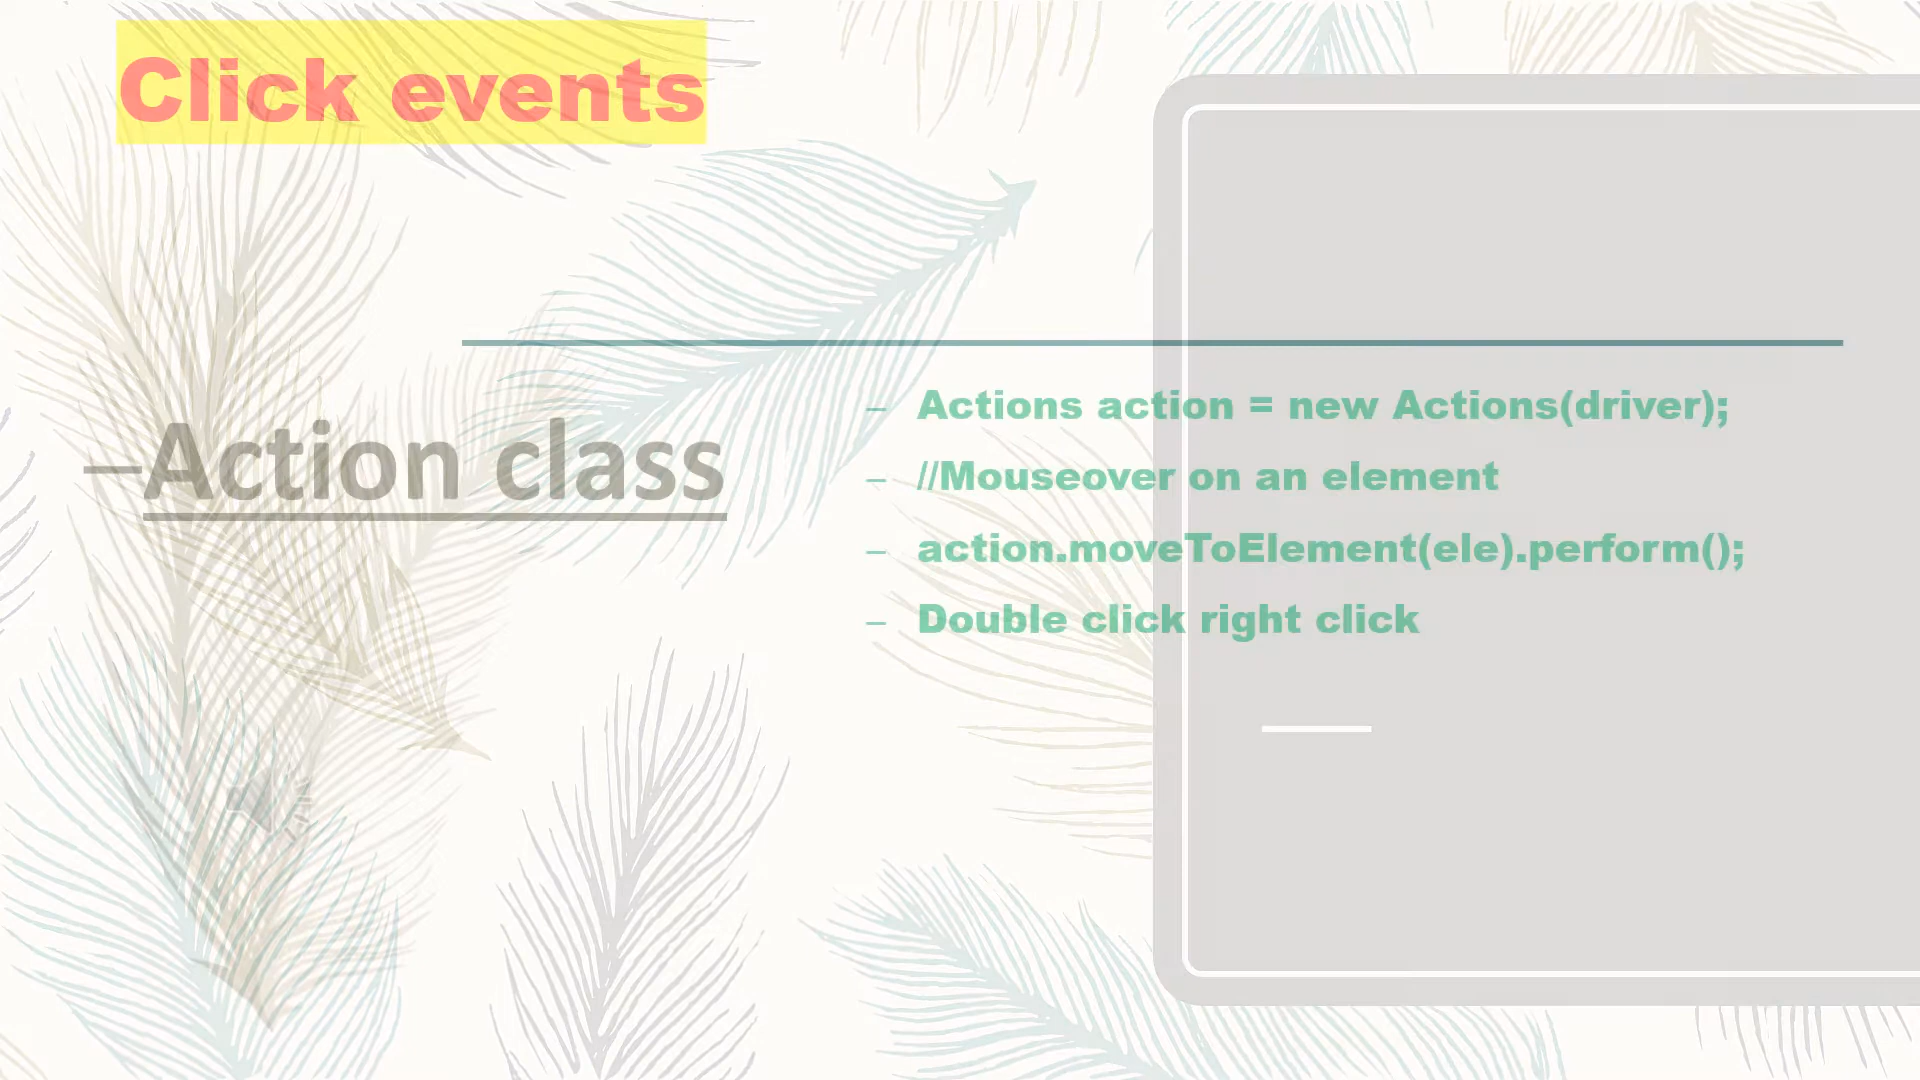 Click events
–Action class
– Actions action = new Actions(driver);
– //Mouseover on an element
– action.moveToElement(ele).perform();
– Double click right click